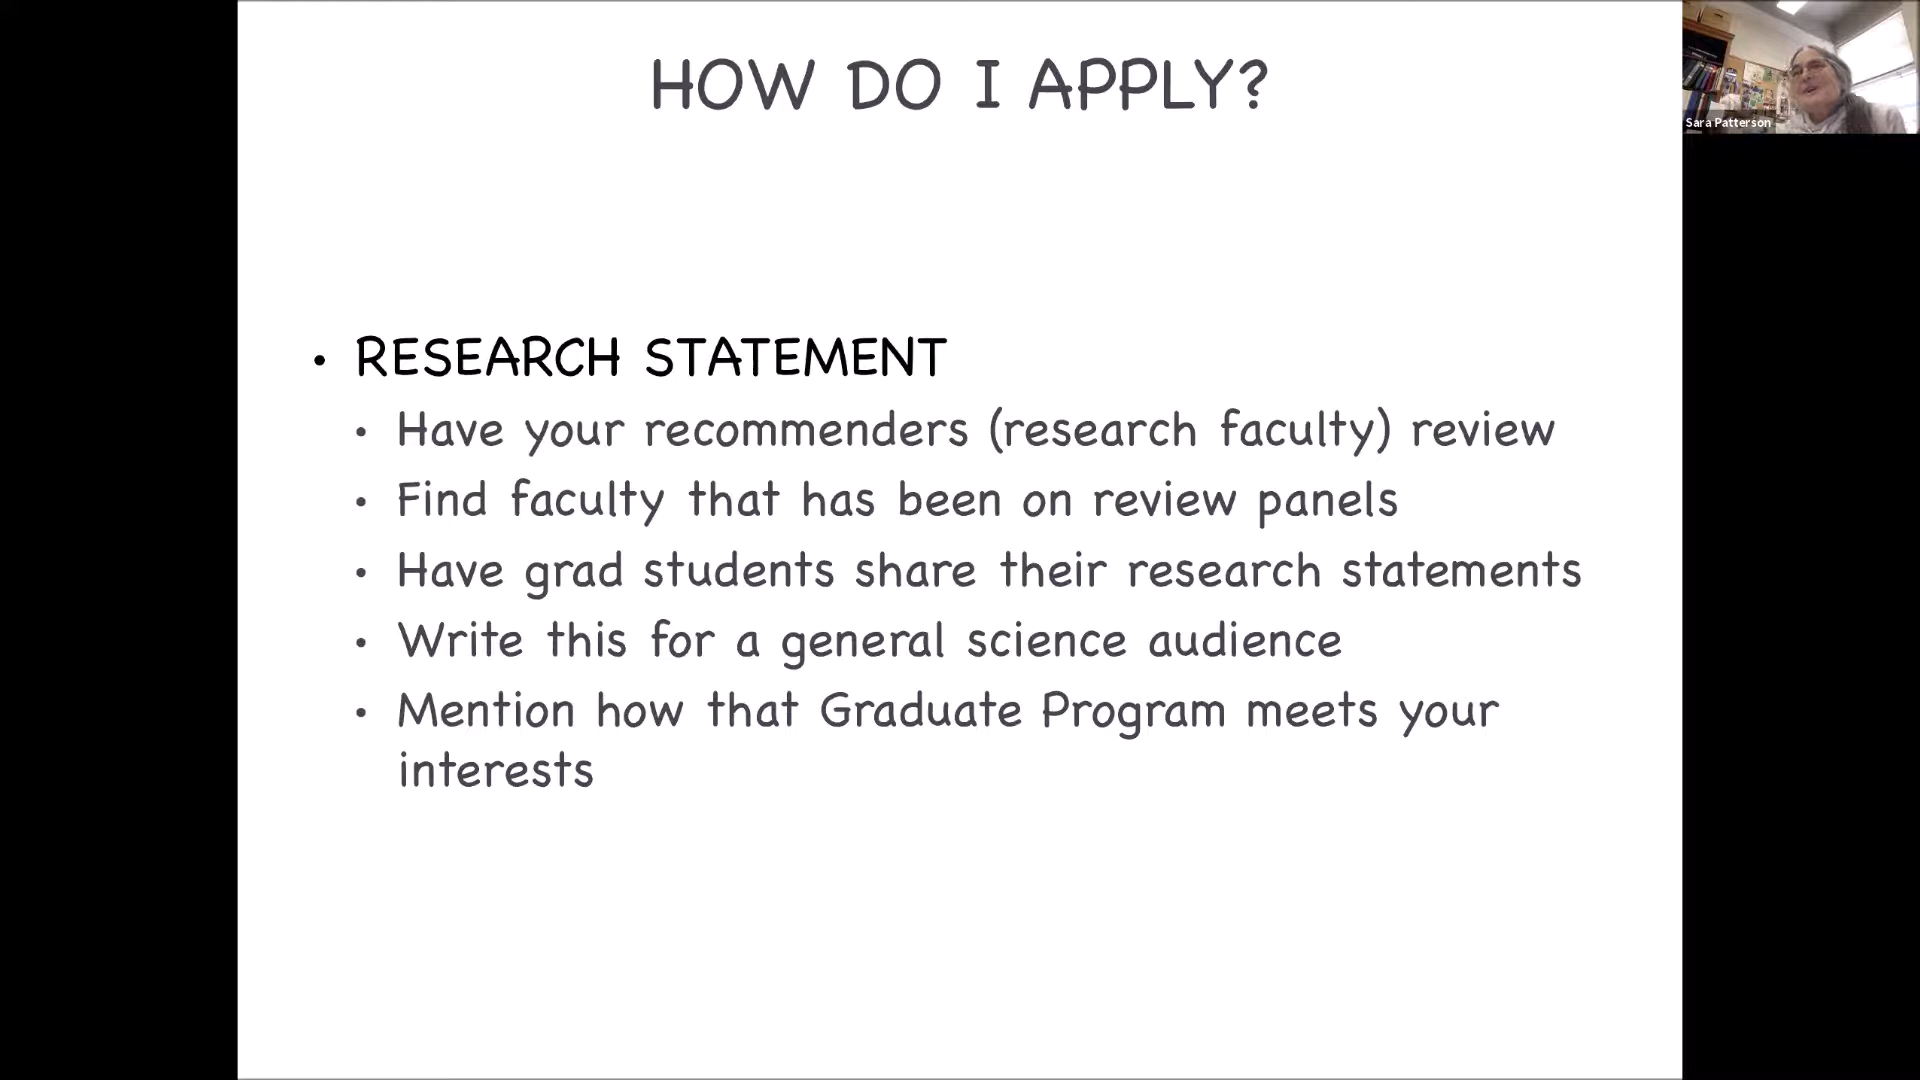 HOW DO I APPLY?
Sara Patterson
• RESEARCH STATEMENT
• Have your recommenders (research faculty) review
• Find faculty that has been on review panels
• Have grad students share their research statements
• Write this for a general science audience
• Mention how that Graduate Program meets your
interests